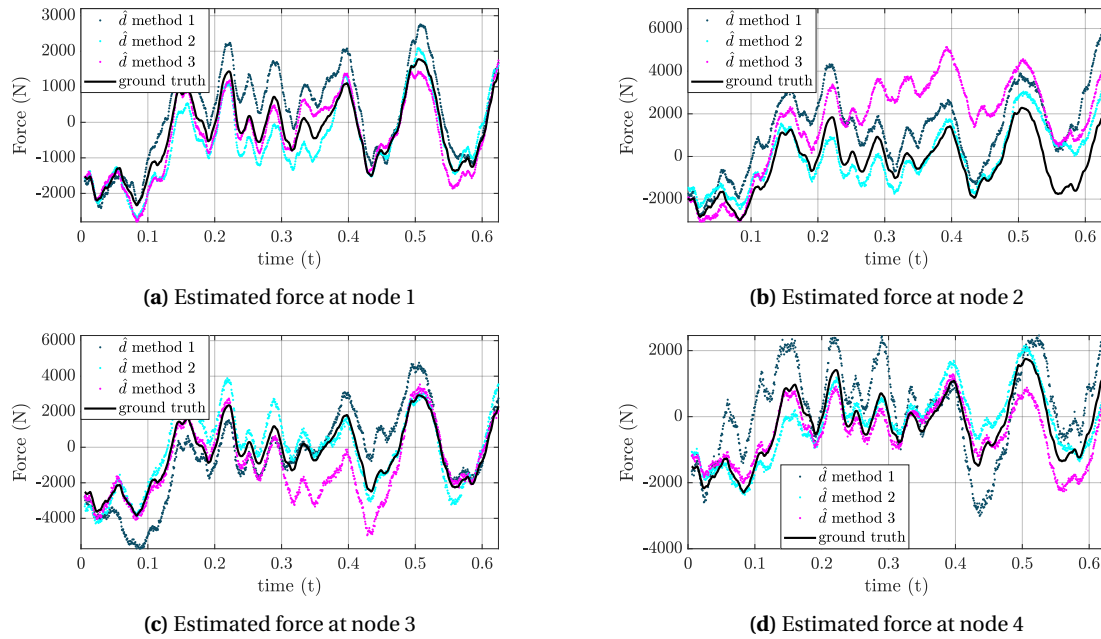 3000
2000
1000
0
-1000
-2000
Force (N)
d̂ method 1
d̂ method 2
d̂ method 3
ground truth
0 0.1 0.2 0.3 0.4 0.5 0.6
time (t)
(a) Estimated force at node 1
6000
4000
2000
0
-2000
Force (N)
d̂ method 1
d̂ method 2
d̂ method 3
ground truth
0 0.1 0.2 0.3 0.4 0.5 0.6
time (t)
(b) Estimated force at node 2
6000
4000
2000
0
-2000
-4000
Force (N)
d̂ method 1
d̂ method 2
d̂ method 3
ground truth
0 0.1 0.2 0.3 0.4 0.5 0.6
time (t)
(c) Estimated force at node 3
2000
0
-2000
-4000
Force (N)
d̂ method 1
d̂ method 2
d̂ method 3
ground truth
0 0.1 0.2 0.3 0.4 0.5 0.6
time (t)
(d) Estimated force at node 4